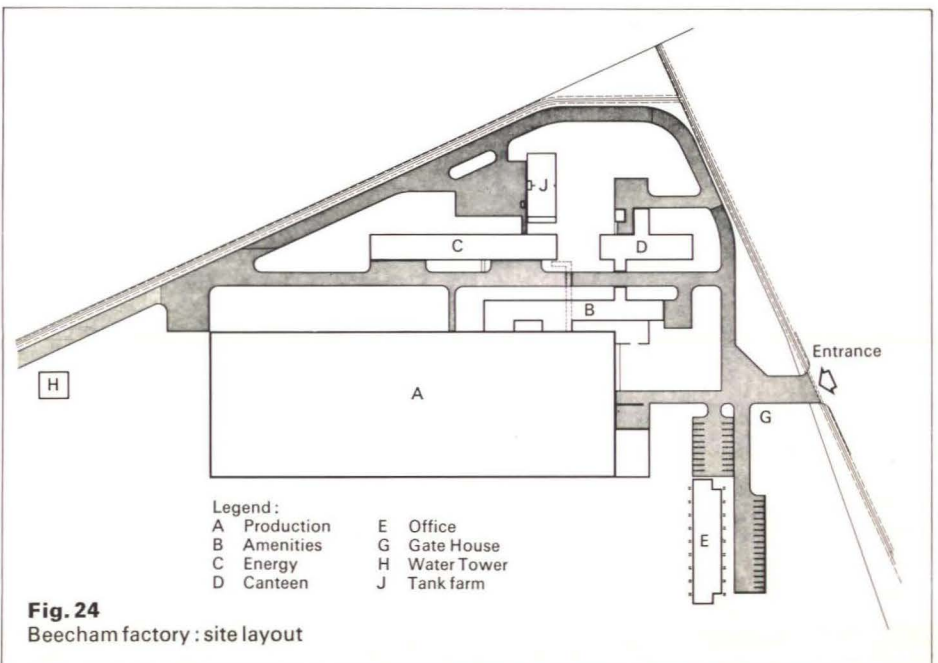 J
C
D
B
Entrance
H
A
G
E
Legend :
A Production E Office
B Amenities G Gate House
C Energy H Water Tower
D Canteen J Tank farm
Fig. 24
Beecham factory : site layout